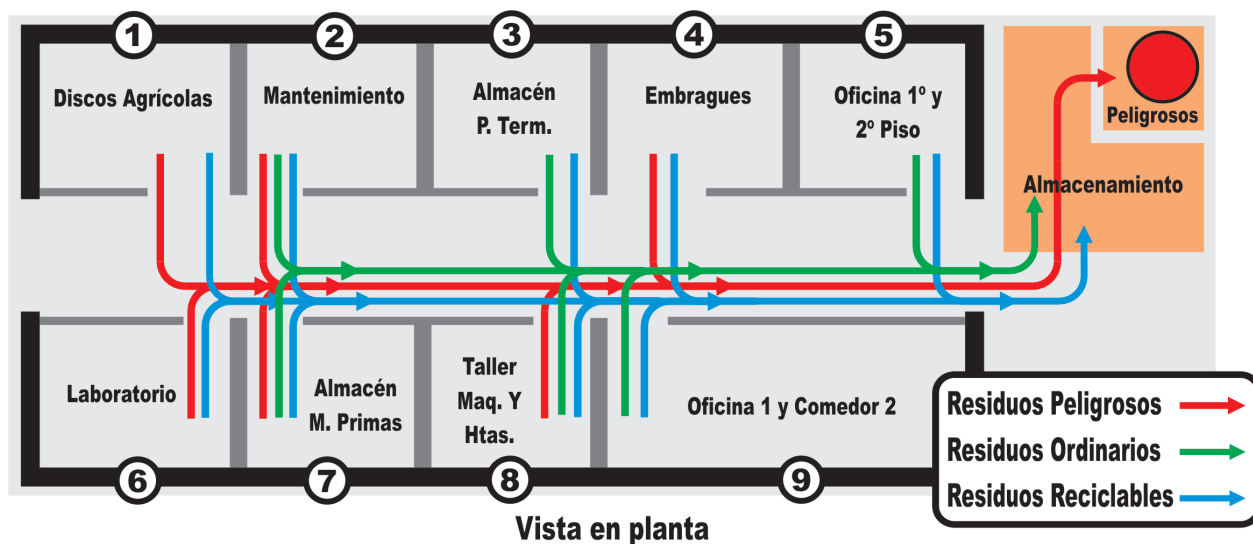 1
2
3
4
5
Discos Agrícolas
Mantenimiento
Almacén
P. Term.
Embragues
Oficina 1º y
2º Piso
Peligrosos
Almacenamiento
Laboratorio
Almacén
M. Primas
Taller
Maq. Y
Htas.
Oficina 1 y Comedor 2
6
7
8
9
Residuos Peligrosos
Residuos Ordinarios
Residuos Reciclables
Vista en planta